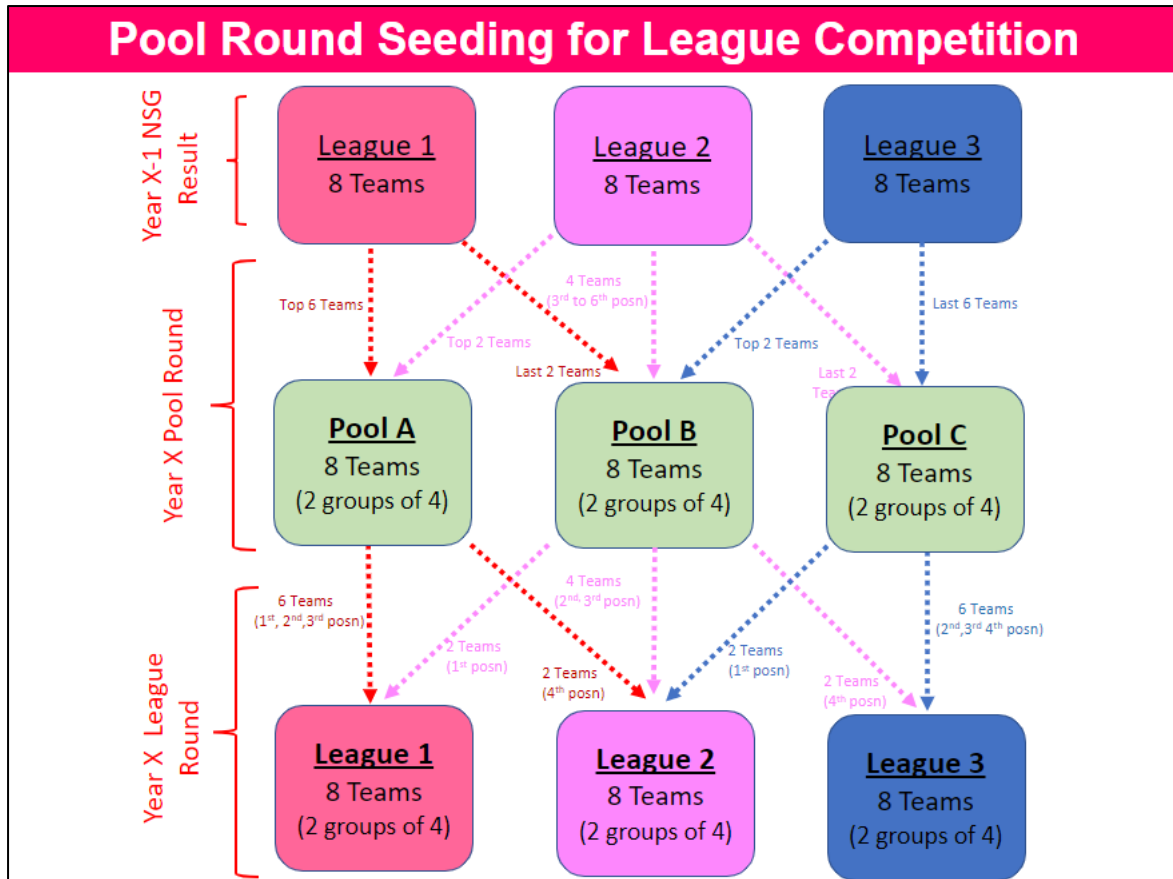 Pool Round Seeding for League Competition
Year X-1 NSG
Result
League 1
8 Teams
League 2
8 Teams
League 3
8 Teams
Year X Pool Round
Top 6 Teams
Top 2 Teams
Last 2 Teams
4 Teams
(3rd to 6th posn)
Top 2 Teams
Last 2
Last 6 Teams
Pool A
8 Teams
(2 groups of 4)
Pool B
8 Teams
(2 groups of 4)
Pool C
8 Teams
(2 groups of 4)
Year X League
Round
6 Teams
(1st, 2nd,3rd posn)
2 Teams
(1st posn)
2 Teams
(4th posn)
4 Teams
(2nd, 3rd posn)
2 Teams
(1st posn)
2 Teams
(4th posn)
6 Teams
(2nd,3rd 4th posn)
League 1
8 Teams
(2 groups of 4)
League 2
8 Teams
(2 groups of 4)
League 3
8 Teams
(2 groups of 4)